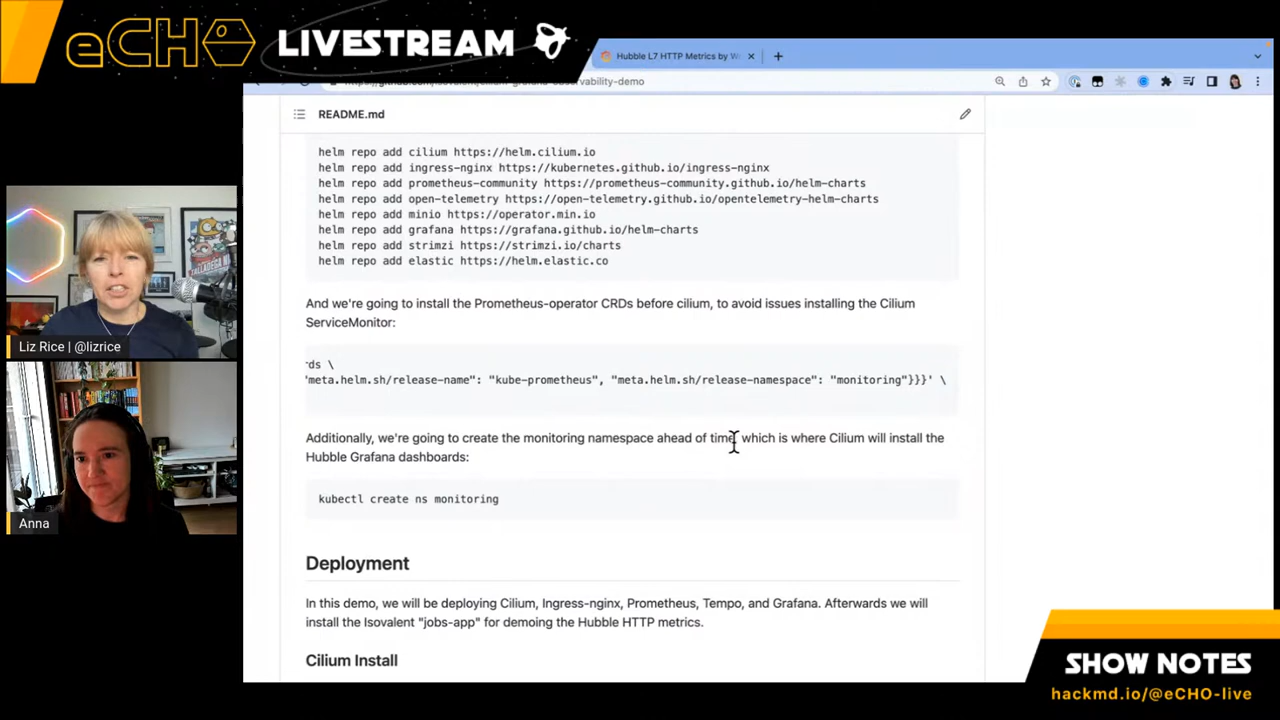 eCHO LIVESTREAM
Hubble L7 HTTP Metrics by W
README.md
helm repo add cilium https://helm.cilium.io
helm repo add ingress-nginx https://kubernetes.github.io/ingress-nginx
helm repo add prometheus-community https://prometheus-community.github.io/helm-charts
helm repo add open-telemetry https://open-telemetry.github.io/opentelemetry-helm-charts
helm repo add minio https://operator.min.io
helm repo add grafana https://grafana.github.io/helm-charts
helm repo add strimzi https://strimzi.io/charts
helm repo add elastic https://helm.elastic.co
And we're going to install the Prometheus-operator CRDs before cilium, to avoid issues installing the Cilium
ServiceMonitor:
rds \
"meta.helm.sh/release-name": "kube-prometheus", "meta.helm.sh/release-namespace": "monitoring"}}}' \
Additionally, we're going to create the monitoring namespace ahead of time, which is where Cilium will install the
Hubble Grafana dashboards:
kubectl create ns monitoring
Deployment
In this demo, we will be deploying Cilium, Ingress-nginx, Prometheus, Tempo, and Grafana. Afterwards we will
install the Isovalent "jobs-app" for demoing the Hubble HTTP metrics.
Cilium Install
Liz Rice | @lizrice
Anna
SHOW NOTES
hackmd.io/@eCHO-live